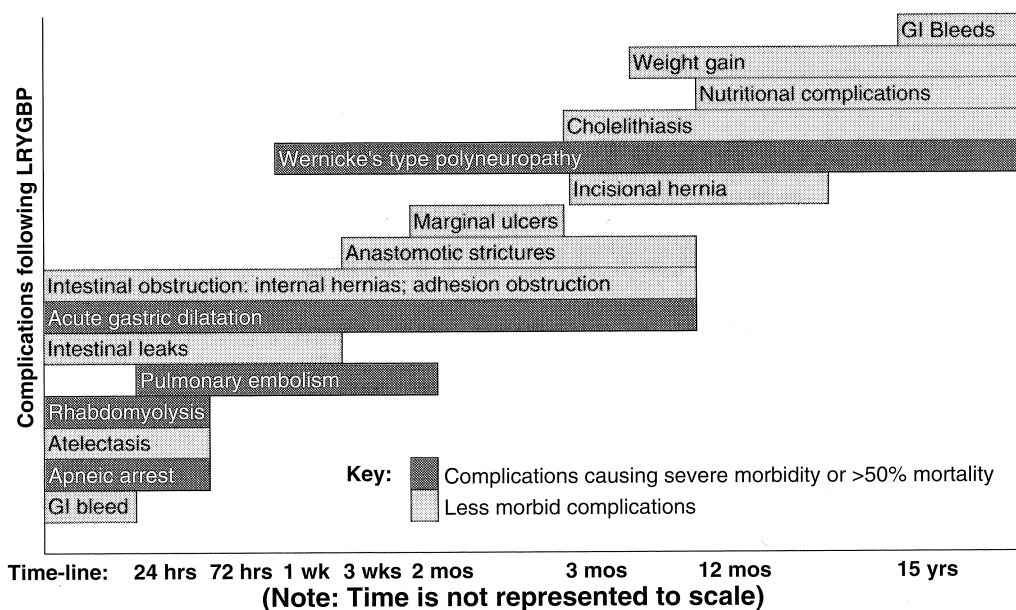 Complications following LRYGBP
GI Bleeds
Weight gain
Nutritional complications
Cholelithiasis
Wernicke's type polyneuropathy
Incisional hernia
Marginal ulcers
Anastomotic strictures
Intestinal obstruction: internal hernias; adhesion obstruction
Acute gastric dilatation
Intestinal leaks
Pulmonary embolism
Rhabdomyolysis
Atelectasis
Apneic arrest
GI bleed
Key:
Complications causing severe morbidity or >50% mortality
Less morbid complications
Time-line: 24 hrs 72 hrs 1 wk 3 wks 2 mos 3 mos 12 mos 15 yrs
(Note: Time is not represented to scale)